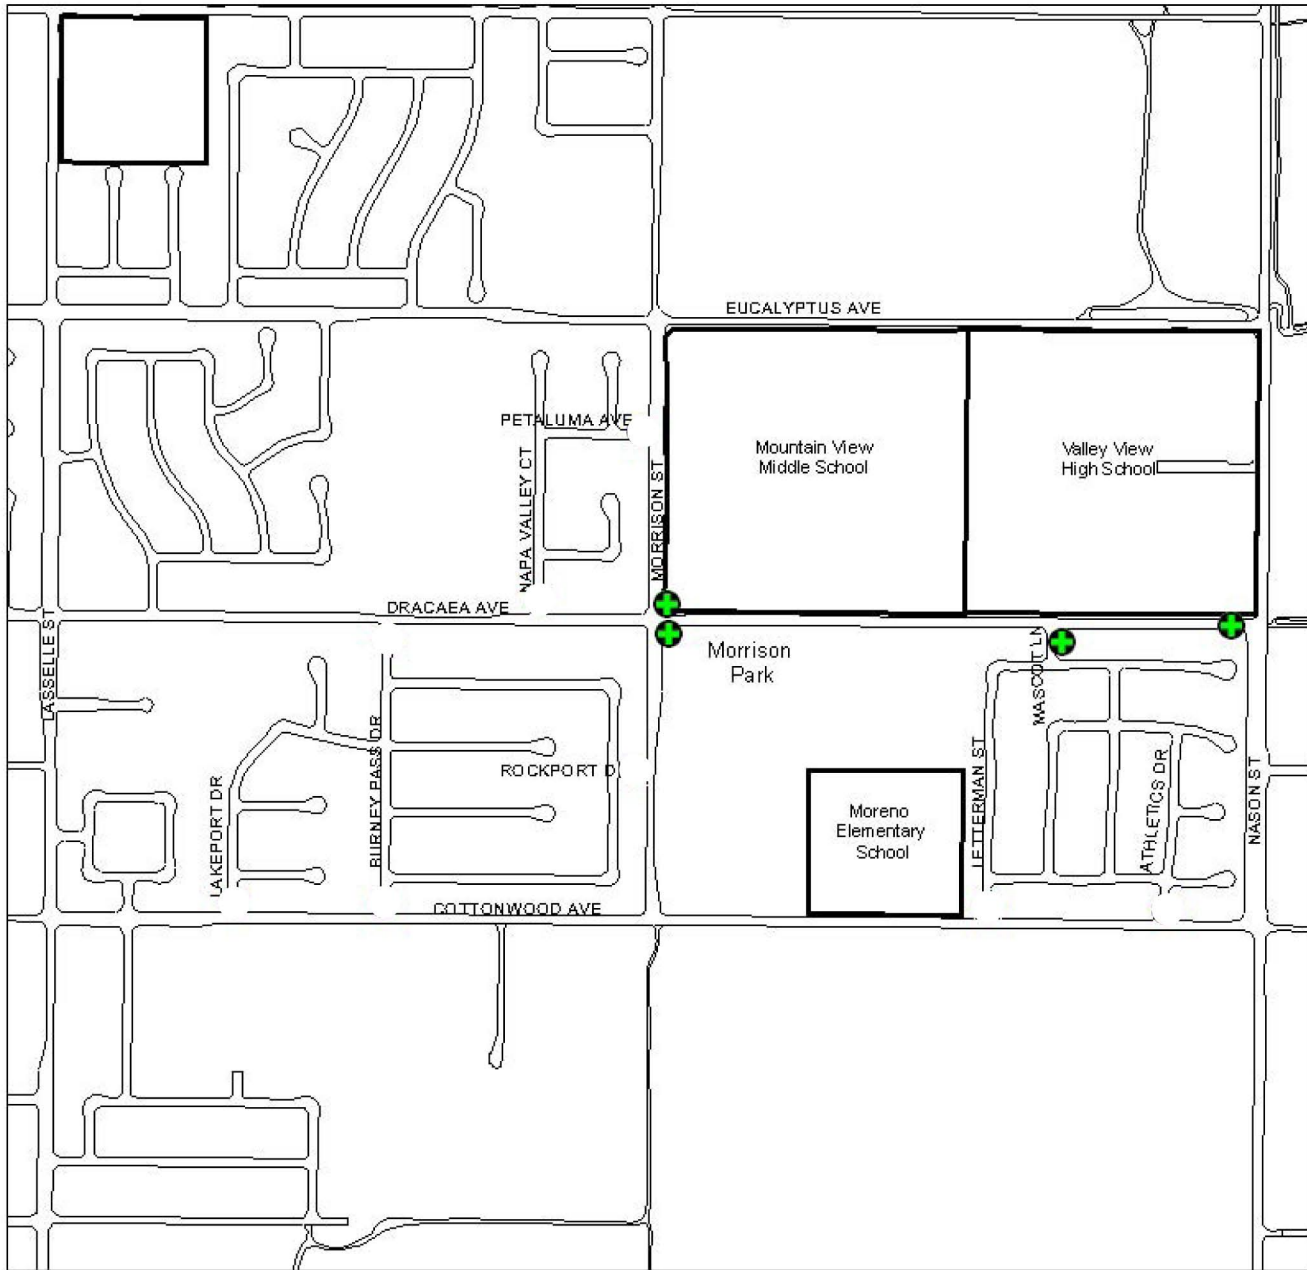 EUCALYPTUS AVE
PETALUMA AVE
Mountain View
Middle School
Valley View
High School
NAPA VALLEY CT
MORRISON ST
DRACAEA AVE
LASSELLE ST
Morrison
Park
MASCOT LN
BURNEY PASS DR
ROCKPORT D
LAKEPORT DR
Moreno
Elementary
School
LETTERMAN ST
ATHLETICS DR
NASON ST
COTTONWOOD AVE